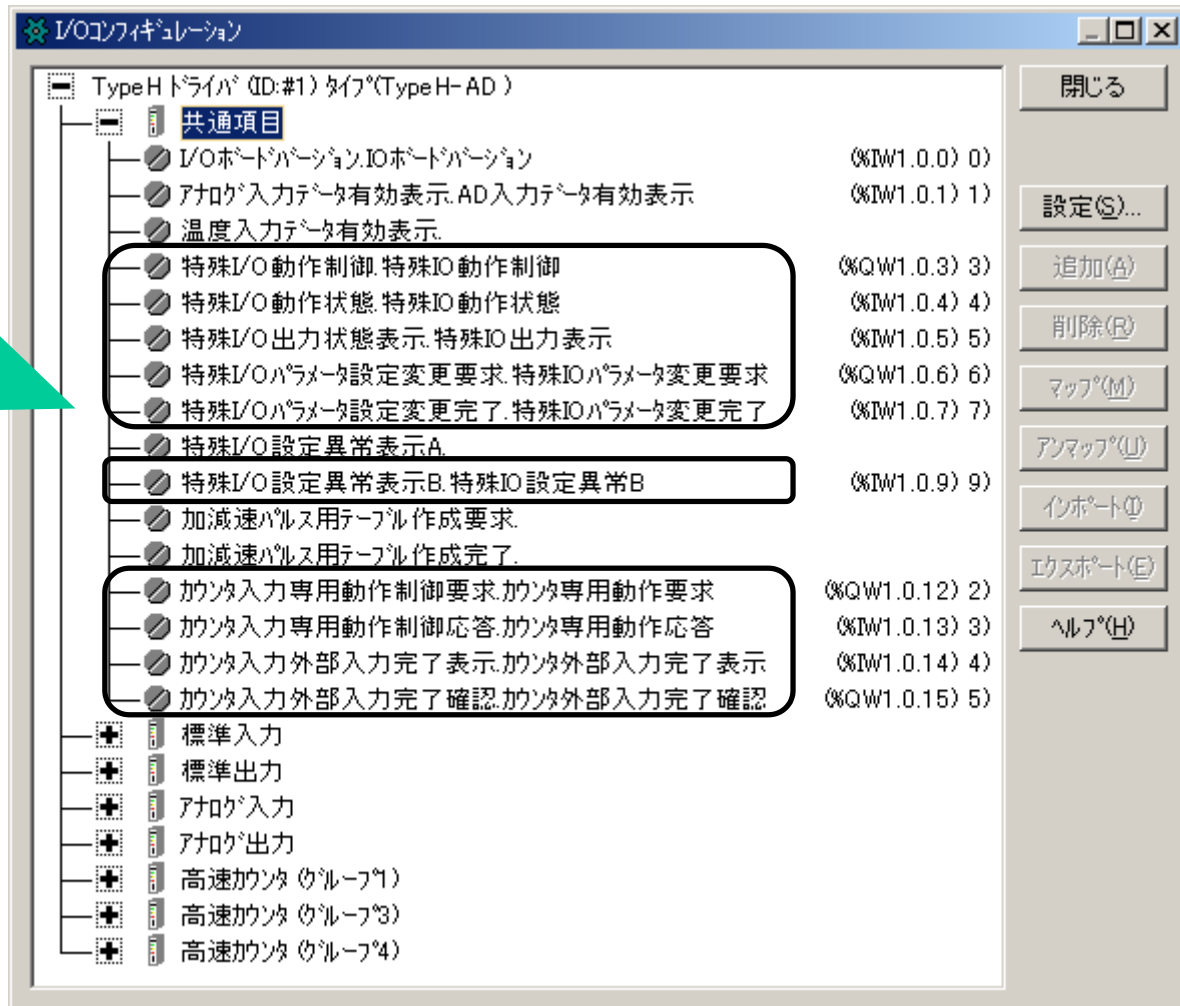 I/Oコンフィギュレーション
TypeH ドライバ (ID:#1) タイプ(TypeH-AD )
共通項目
I/Oボードバージョン.IOボードバージョン (%IW1.0.0) 0)
アナログ入力データ有効表示.AD入力データ有効表示 (%IW1.0.1) 1)
温度入力データ有効表示.
特殊I/O動作制御.特殊IO動作制御 (%QW1.0.3) 3)
特殊I/O動作状態.特殊IO動作状態 (%IW1.0.4) 4)
特殊I/O出力状態表示.特殊IO出力表示 (%IW1.0.5) 5)
特殊I/Oパラメータ設定変更要求.特殊IOパラメータ変更要求 (%QW1.0.6) 6)
特殊I/Oパラメータ設定変更完了.特殊IOパラメータ変更完了 (%IW1.0.7) 7)
特殊I/O設定異常表示A.
特殊I/O設定異常表示B.特殊IO設定異常B (%IW1.0.9) 9)
加減速パルス用テーブル作成要求.
加減速パルス用テーブル作成完了.
カウンタ入力専用動作制御要求.カウンタ専用動作要求 (%QW1.0.12) 2)
カウンタ入力専用動作制御応答.カウンタ専用動作応答 (%IW1.0.13) 3)
カウンタ入力外部入力完了表示.カウンタ外部入力完了表示 (%IW1.0.14) 4)
カウンタ入力外部入力完了確認.カウンタ外部入力完了確認 (%QW1.0.15) 5)
標準入力
標準出力
アナログ入力
アナログ出力
高速カウンタ (グループ1)
高速カウンタ (グループ3)
高速カウンタ (グループ4)
閉じる
設定(S)...
追加(A)
削除(R)
マップ(M)
アンマップ(U)
インポート(I)
エクスポート(E)
ヘルプ(H)